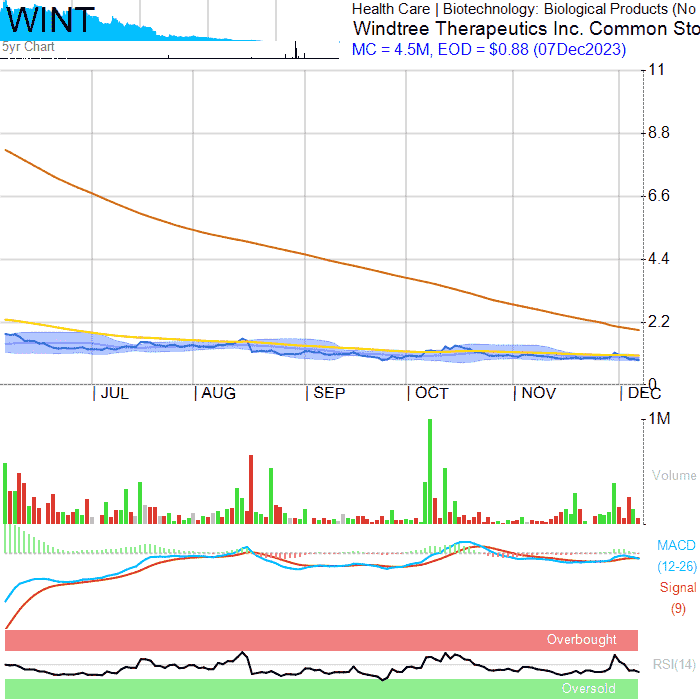 WINT
5yr Chart
Health Care | Biotechnology: Biological Products (No
Windtree Therapeutics Inc. Common Sto
MC = 4.5M, EOD = $0.88 (07Dec2023)
11
8.8
6.6
4.4
2.2
0
JUL AUG SEP OCT NOV DEC
1M
Volume
MACD
(12-26)
Signal
(9)
Overbought
RSI(14)
Oversold